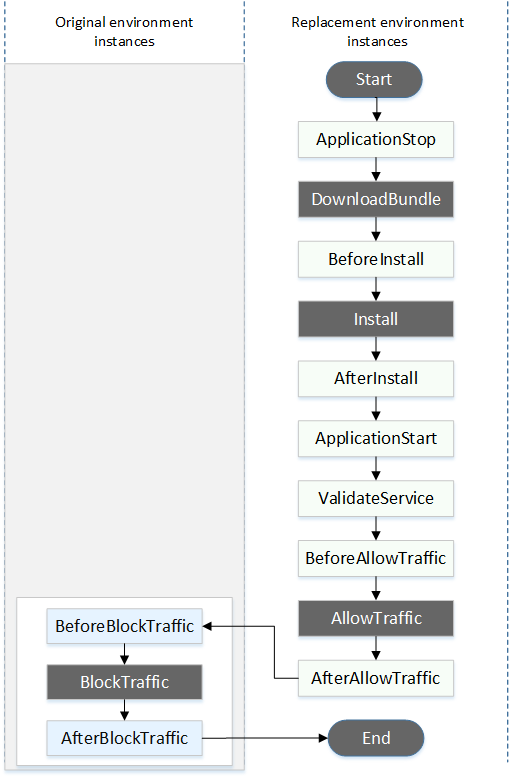 Original environment
instances
Replacement environment
instances
Start
ApplicationStop
DownloadBundle
BeforeInstall
Install
AfterInstall
ApplicationStart
ValidateService
BeforeAllowTraffic
AllowTraffic
AfterAllowTraffic
BeforeBlockTraffic
BlockTraffic
AfterBlockTraffic
End